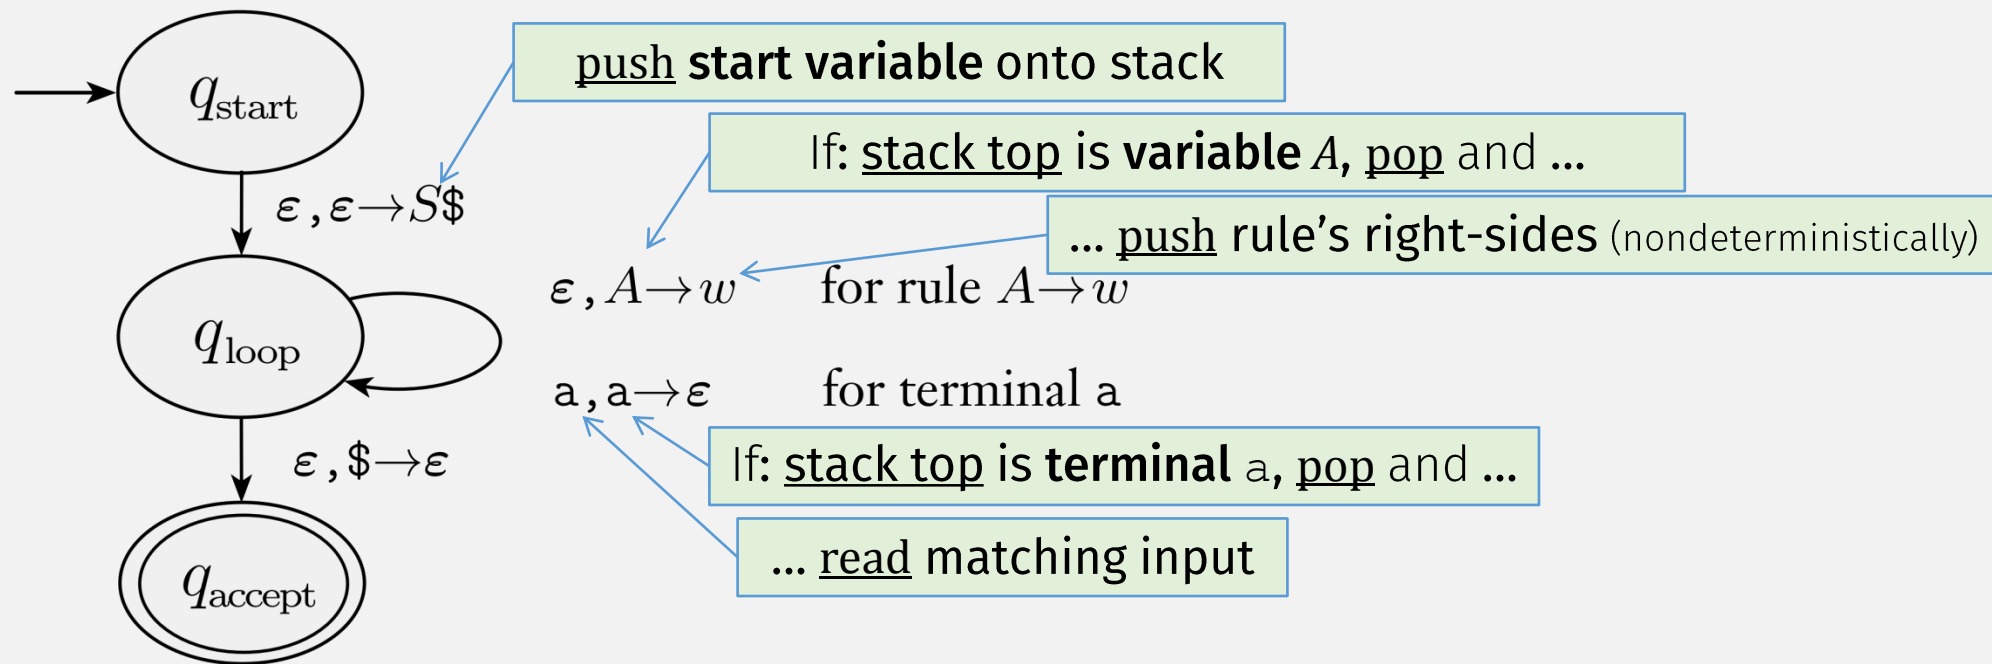 q_start
push start variable onto stack
If: stack top is variable A, pop and ...
ε,ε→S$
... push rule’s right-sides (nondeterministically)
ε,A→w for rule A→w
q_loop
a,a→ε for terminal a
ε,$→ε
If: stack top is terminal a, pop and ...
... read matching input
q_accept